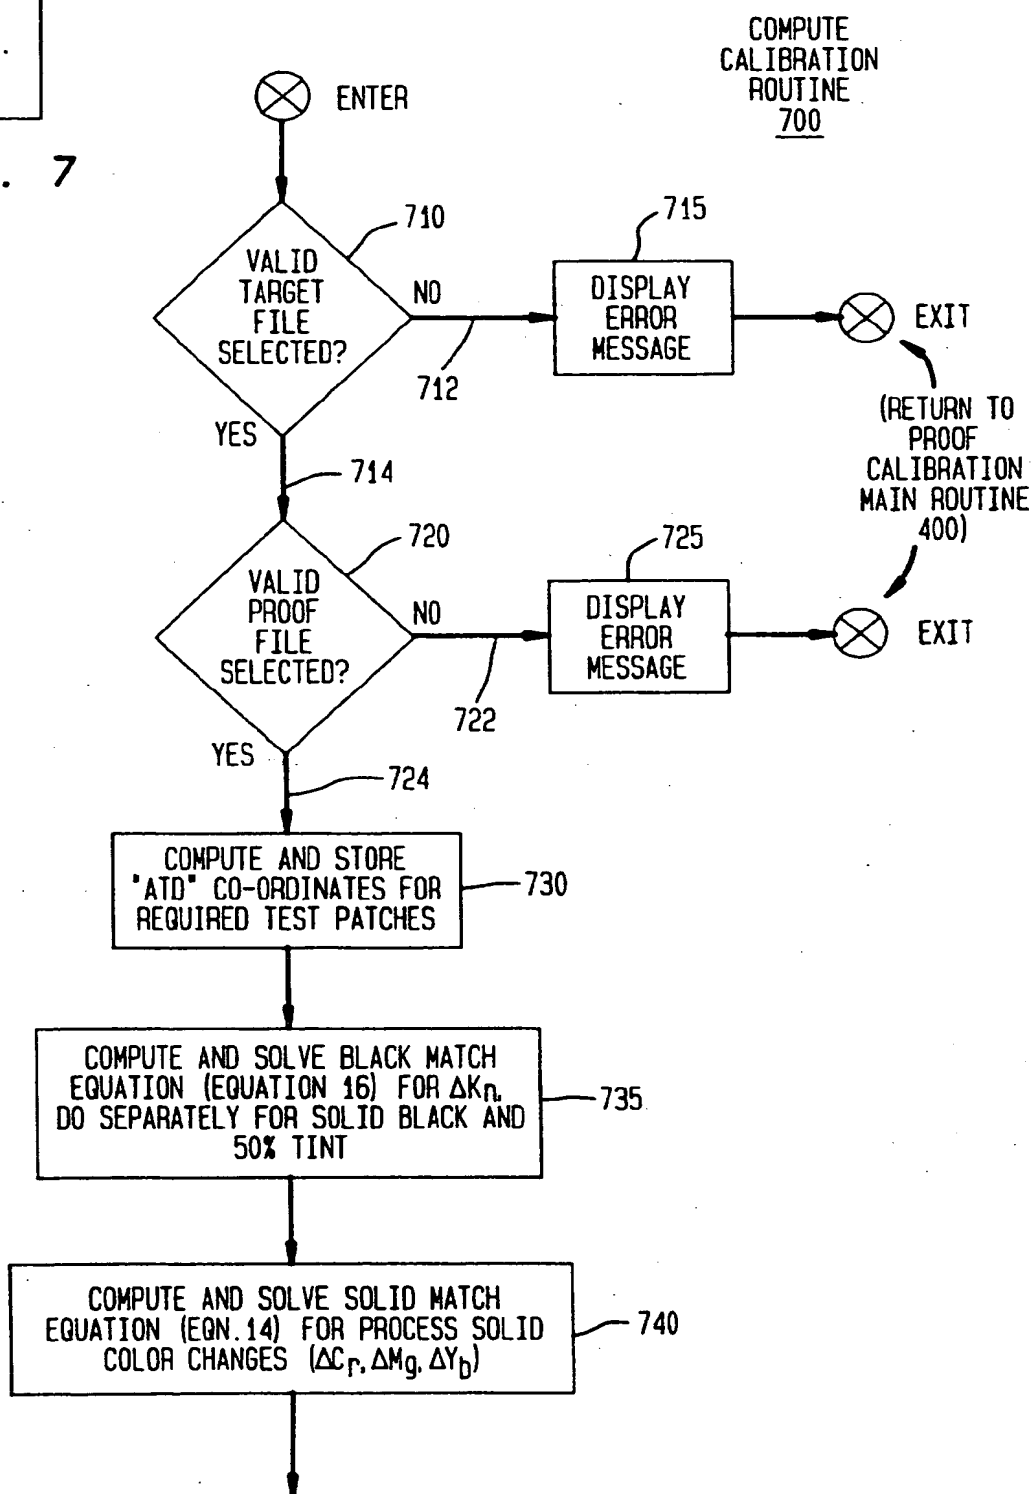 COMPUTE
CALIBRATION
ROUTINE
700
ENTER
. 7
710
VALID
TARGET
FILE
SELECTED?
NO
712
715
DISPLAY
ERROR
MESSAGE
EXIT
(RETURN TO
PROOF
CALIBRATION
MAIN ROUTINE
400)
YES
714
720
VALID
PROOF
FILE
SELECTED?
NO
722
725
DISPLAY
ERROR
MESSAGE
EXIT
YES
724
COMPUTE AND STORE
"ATD" CO-ORDINATES FOR
REQUIRED TEST PATCHES
730
COMPUTE AND SOLVE BLACK MATCH
EQUATION (EQUATION 16) FOR ΔKn.
DO SEPARATELY FOR SOLID BLACK AND
50% TINT
735
COMPUTE AND SOLVE SOLID MATCH
EQUATION (EQN.14) FOR PROCESS SOLID
COLOR CHANGES (ΔCr, ΔMg, ΔYb)
740